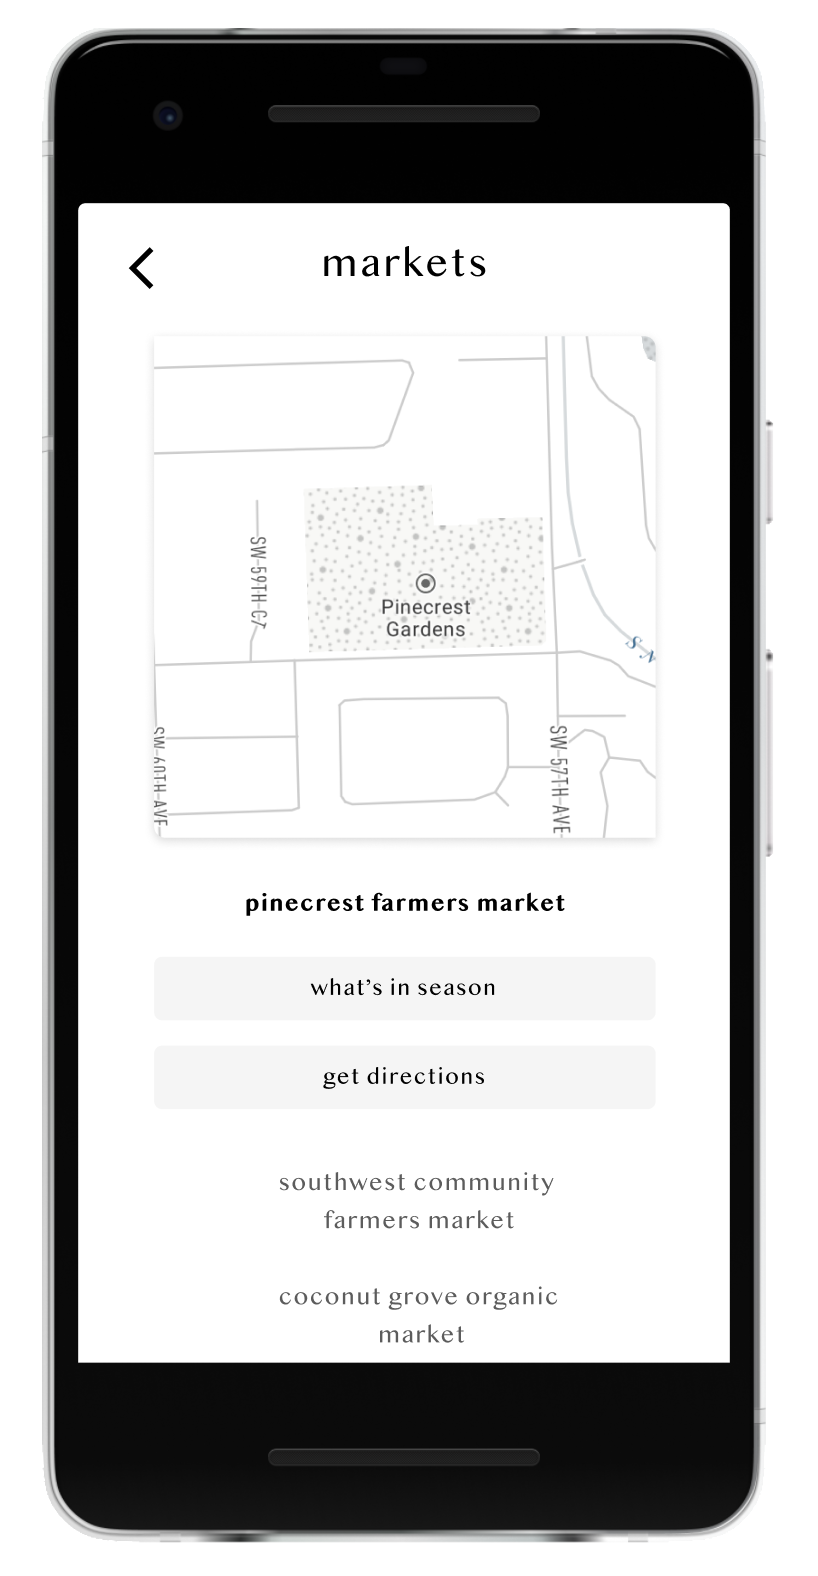 markets
SW 59TH CT
Pinecrest
Gardens
S N
SW 60TH AVE
SW 57TH AVE
pinecrest farmers market
what’s in season
get directions
southwest community
farmers market
coconut grove organic
market